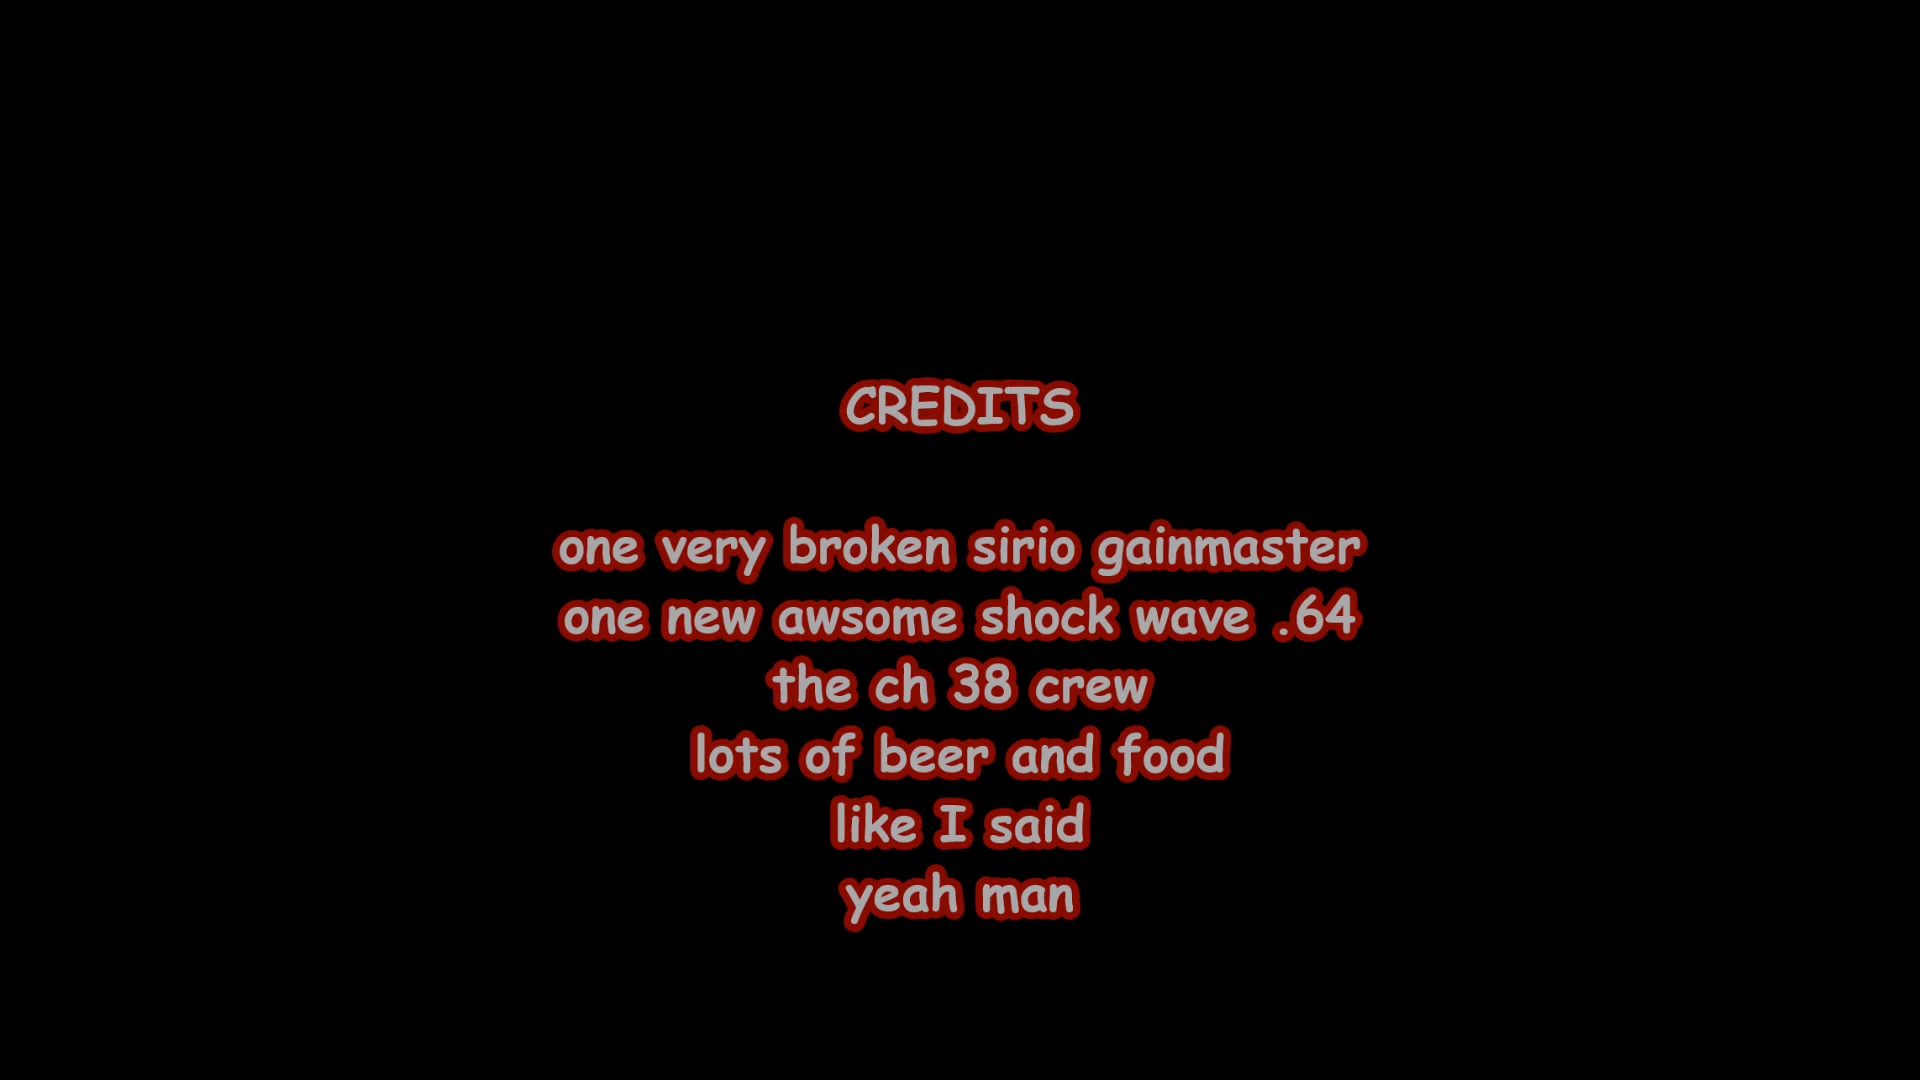 CREDITS
one very broken sirio gainmaster
one new awsome shock wave .64
the ch 38 crew
lots of beer and food
like I said
yeah man